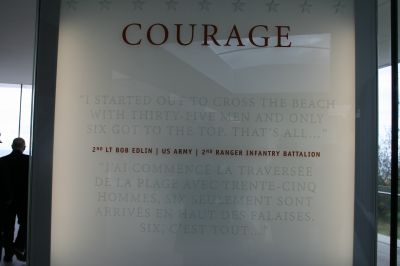 COURAGE
"I STARTED OUT TO CROSS THE BEACH
WITH THIRTY-FIVE MEN AND ONLY
SIX GOT TO THE TOP. THAT'S ALL..."
2ND LT BOB EDLIN | US ARMY | 2ND RANGER INFANTRY BATTALION
"J'AI COMMENCÉ LA TRAVERSÉE
DE LA PLAGE AVEC TRENTE-CINQ
HOMMES, SIX SEULEMENT SONT
ARRIVÉS EN HAUT DES FALAISES.
SIX, C'EST TOUT..."